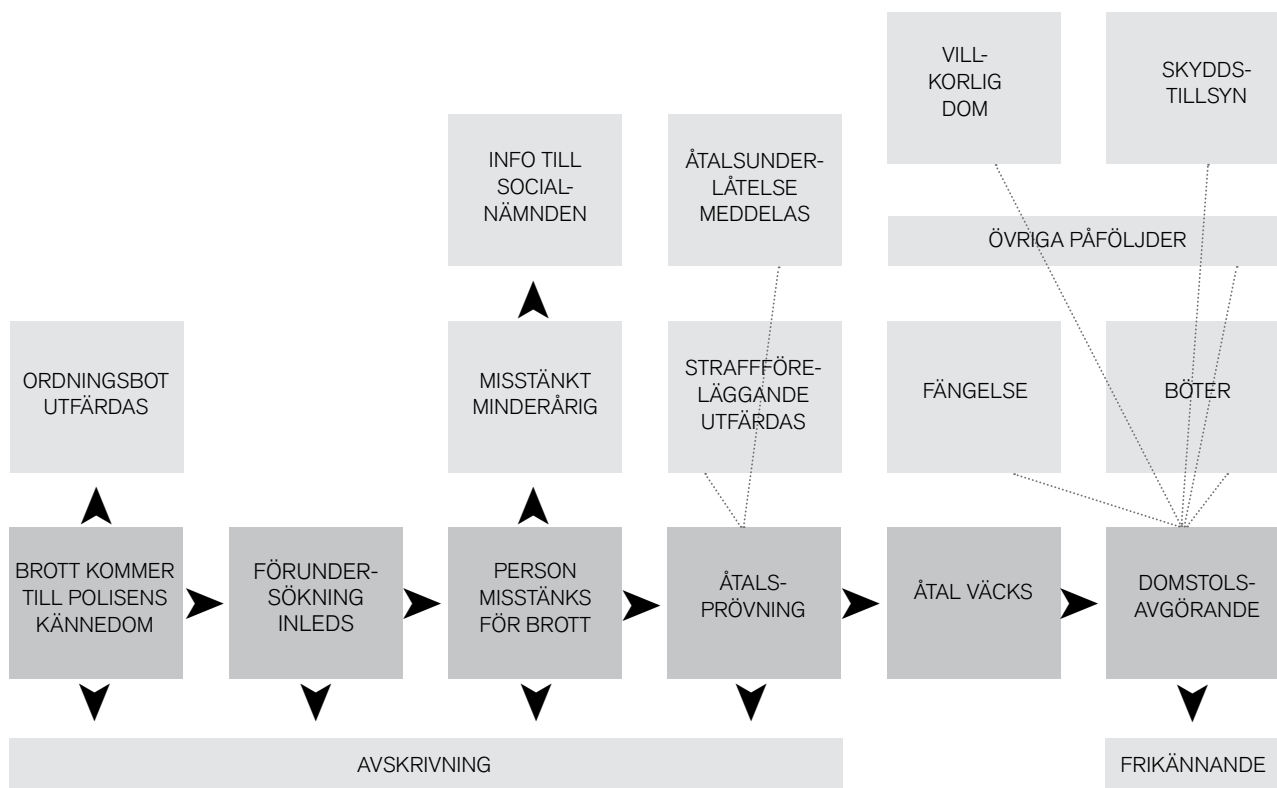 VILL-
KORLIG
DOM
SKYDDS-
TILLSYN
INFO TILL
SOCIAL-
NÄMNDEN
ÅTALSUNDER-
LÅTELSE
MEDDELAS
ÖVRIGA PÅFÖLJDER
ORDNINGSBOT
UTFÄRDAS
MISSTÄNKT
MINDERÅRIG
STRAFFFÖRE-
LÄGGANDE
UTFÄRDAS
FÄNGELSE
BÖTER
BROTT KOMMER
TILL POLISENS
KÄNNEDOM
FÖRUNDER-
SÖKNING
INLEDS
PERSON
MISSTÄNKS
FÖR BROTT
ÅTALS-
PRÖVNING
ÅTAL VÄCKS
DOMSTOLS-
AVGÖRANDE
AVSKRIVNING
FRIKÄNNANDE